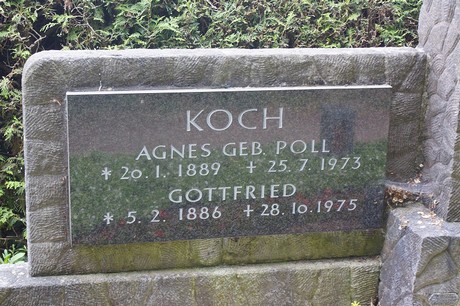 KOCH
AGNES GEB. POLL
* 20.1.1889 + 25.7.1973
GOTTFRIED
* 5.2.1886 + 28.10.1975